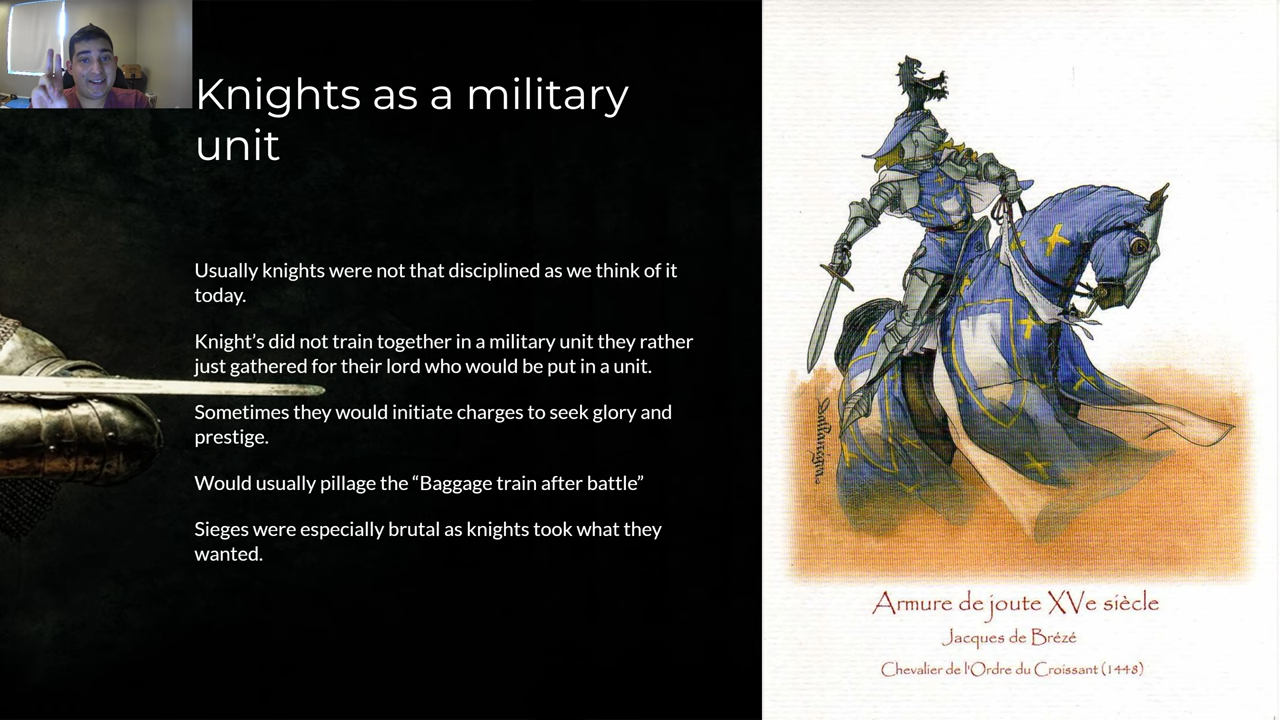 Knights as a military
unit
Usually knights were not that disciplined as we think of it
today.
Knight’s did not train together in a military unit they rather
just gathered for their lord who would be put in a unit.
Sometimes they would initiate charges to seek glory and
prestige.
Would usually pillage the “Baggage train after battle”
Sieges were especially brutal as knights took what they
wanted.
Armure de joute XVe siècle
Jacques de Brézé
Chevalier de l'Ordre du Croissant (1448)